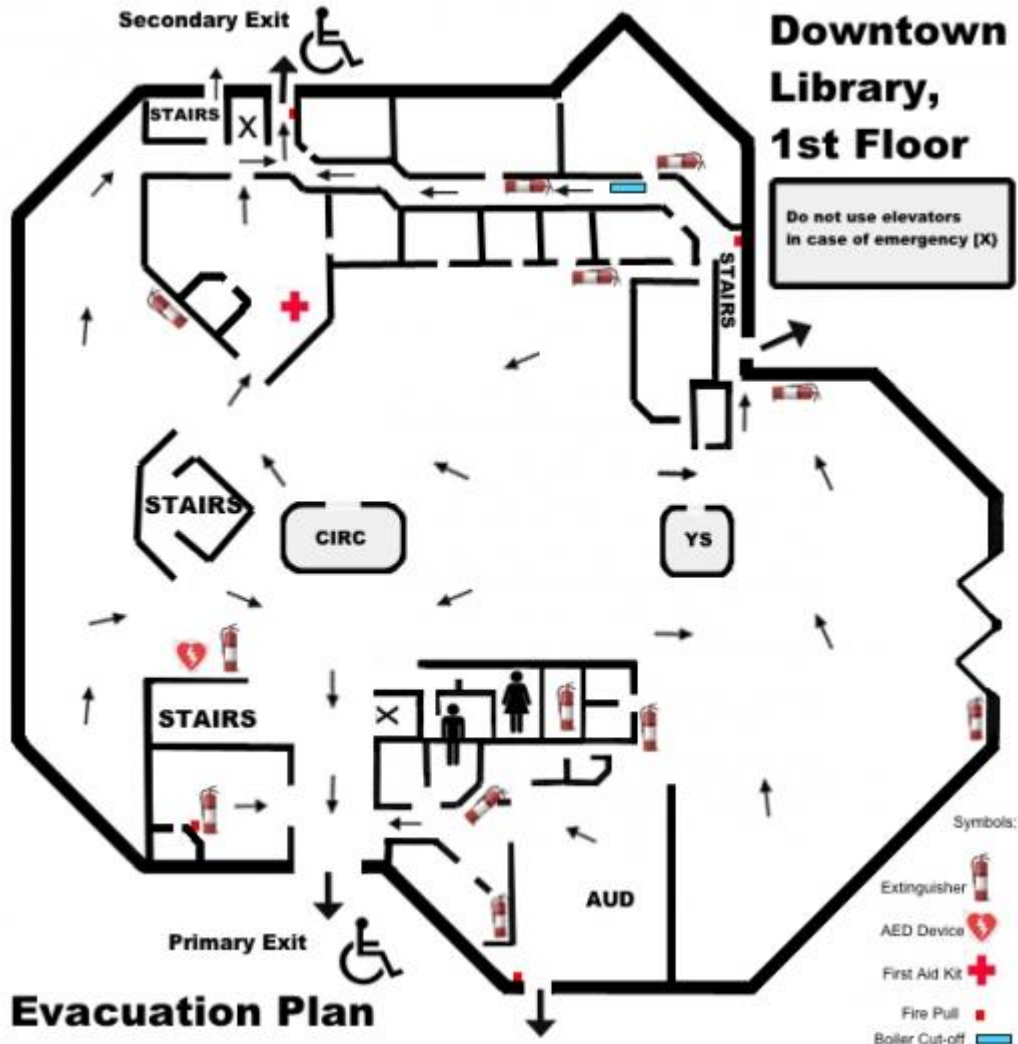 Secondary Exit
Downtown
Library,
1st Floor
STAIRS
X
Do not use elevators
in case of emergency [X}
STAIRS
STAIRS
CIRC
YS
STAIRS
X
AUD
Primary Exit
Evacuation Plan
Symbols:
Extinguisher
AED Device
First Aid Kit
Fire Pull
Boiler Cut-off